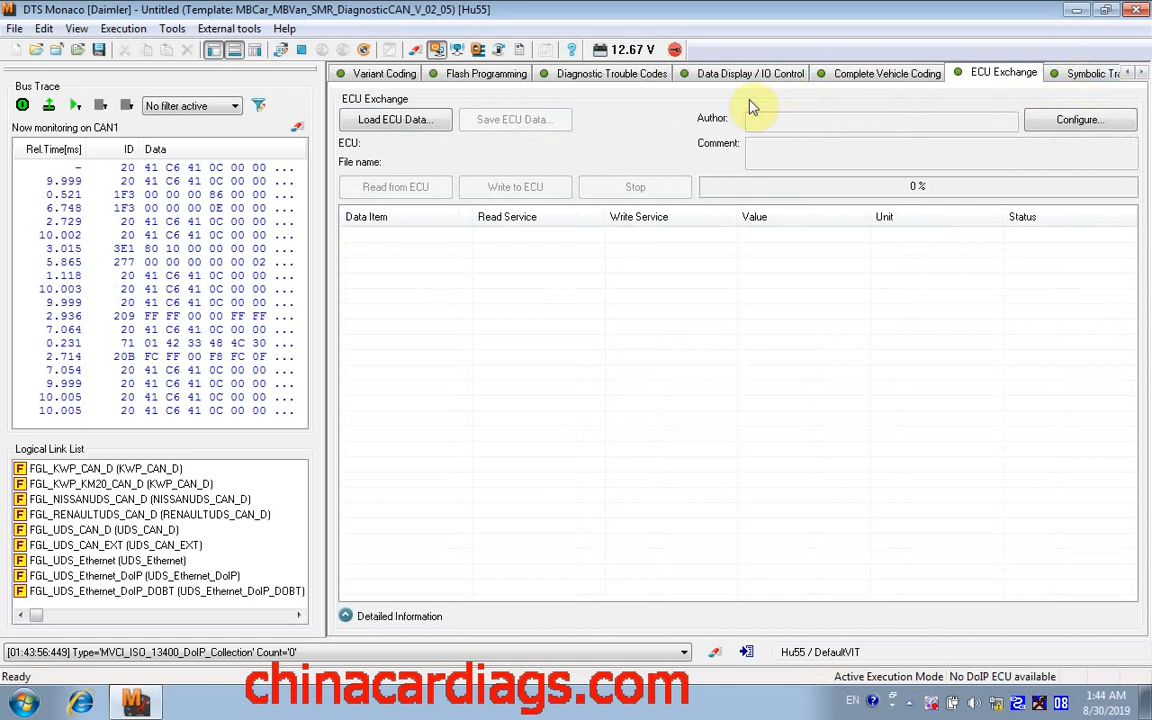 DTS Monaco [Daimler] - Untitled (Template: MBCar_MBVan_SMR_DiagnosticCAN_V_02_05) [Hu55]
File Edit View Execution Tools External tools Help
12.67 V
Bus Trace
No filter active
Now monitoring on CAN1
Rel.Time[ms] ID Data
- 20 41 C6 41 0C 00 00 ...
9.999 20 41 C6 41 0C 00 00 ...
0.521 1F3 00 00 00 86 00 00 ...
6.748 1F3 00 00 00 0E 00 00 ...
2.729 20 41 C6 41 0C 00 00 ...
10.002 20 41 C6 41 0C 00 00 ...
3.015 3E1 80 10 00 00 00 00 ...
5.865 277 00 00 00 00 00 02 ...
1.118 20 41 C6 41 0C 00 00 ...
10.003 20 41 C6 41 0C 00 00 ...
9.999 20 41 C6 41 0C 00 00 ...
2.936 209 FF FF 00 00 FF FF ...
7.064 20 41 C6 41 0C 00 00 ...
0.231 71 01 42 33 48 4C 30 ...
2.714 20B FC FF 00 F8 FC 0F ...
7.054 20 41 C6 41 0C 00 00 ...
9.999 20 41 C6 41 0C 00 00 ...
10.005 20 41 C6 41 0C 00 00 ...
10.005 20 41 C6 41 0C 00 00 ...
Logical Link List
F FGL_KWP_CAN_D (KWP_CAN_D)
F FGL_KWP_KM20_CAN_D (KWP_CAN_D)
F FGL_NISSANUDS_CAN_D (NISSANUDS_CAN_D)
F FGL_RENAULTUDS_CAN_D (RENAULTUDS_CAN_D)
F FGL_UDS_CAN_D (UDS_CAN_D)
F FGL_UDS_CAN_EXT (UDS_CAN_EXT)
F FGL_UDS_Ethernet (UDS_Ethernet)
F FGL_UDS_Ethernet_DoIP (UDS_Ethernet_DoIP)
F FGL_UDS_Ethernet_DoIP_DOBT (UDS_Ethernet_DoIP_DOBT)
Variant Coding Flash Programming Diagnostic Trouble Codes Data Display / IO Control Complete Vehicle Coding ECU Exchange Symbolic Tra
ECU Exchange
Load ECU Data... Save ECU Data... Author: Configure...
ECU: Comment:
File name:
Read from ECU Write to ECU Stop 0 %
Data Item Read Service Write Service Value Unit Status
Detailed Information
[01:43:56:449] Type='MVCI_ISO_13400_DoIP_Collection' Count='0' Hu55 / DefaultVIT
Ready Active Execution Mode No DoIP ECU available
chinacardiags.com
EN 08 1:44 AM
8/30/2019